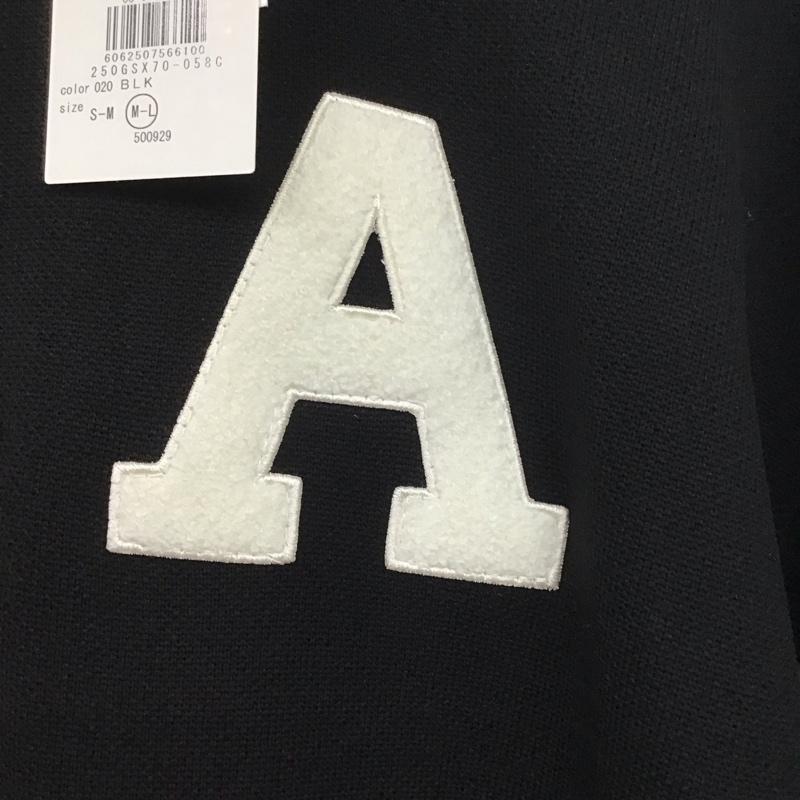 6062507566100
250GSX70-058C
color 020 BLK
size S-M M-L
500929
A